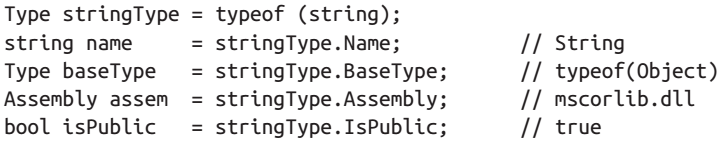 Type stringType = typeof (string);
string name     = stringType.Name;          // String
Type baseType   = stringType.BaseType;      // typeof(Object)
Assembly assem  = stringType.Assembly;      // mscorlib.dll
bool isPublic   = stringType.IsPublic;      // true